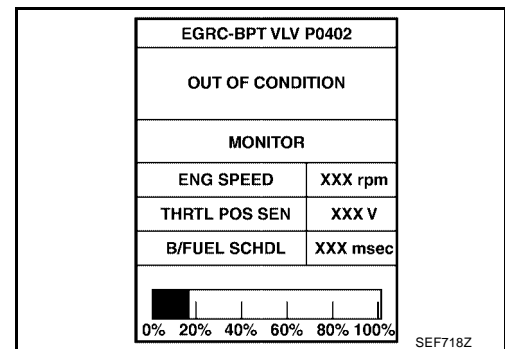 EGRC-BPT VLV P0402
OUT OF CONDITION
MONITOR
ENG SPEED XXX rpm
THRTL POS SEN XXX V
B/FUEL SCHDL XXX msec
0% 20% 40% 60% 80% 100%
SEF718Z